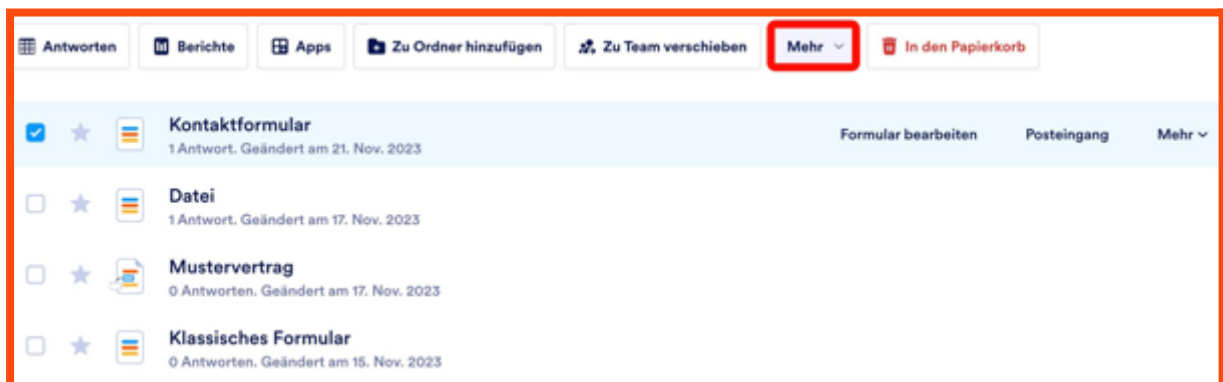 Antworten Berichte Apps Zu Ordner hinzufügen Zu Team verschieben Mehr In den Papierkorb
Kontaktformular
1 Antwort. Geändert am 21. Nov. 2023
Formular bearbeiten Posteingang Mehr
Datei
1 Antwort. Geändert am 17. Nov. 2023
Mustervertrag
0 Antworten. Geändert am 17. Nov. 2023
Klassisches Formular
0 Antworten. Geändert am 15. Nov. 2023